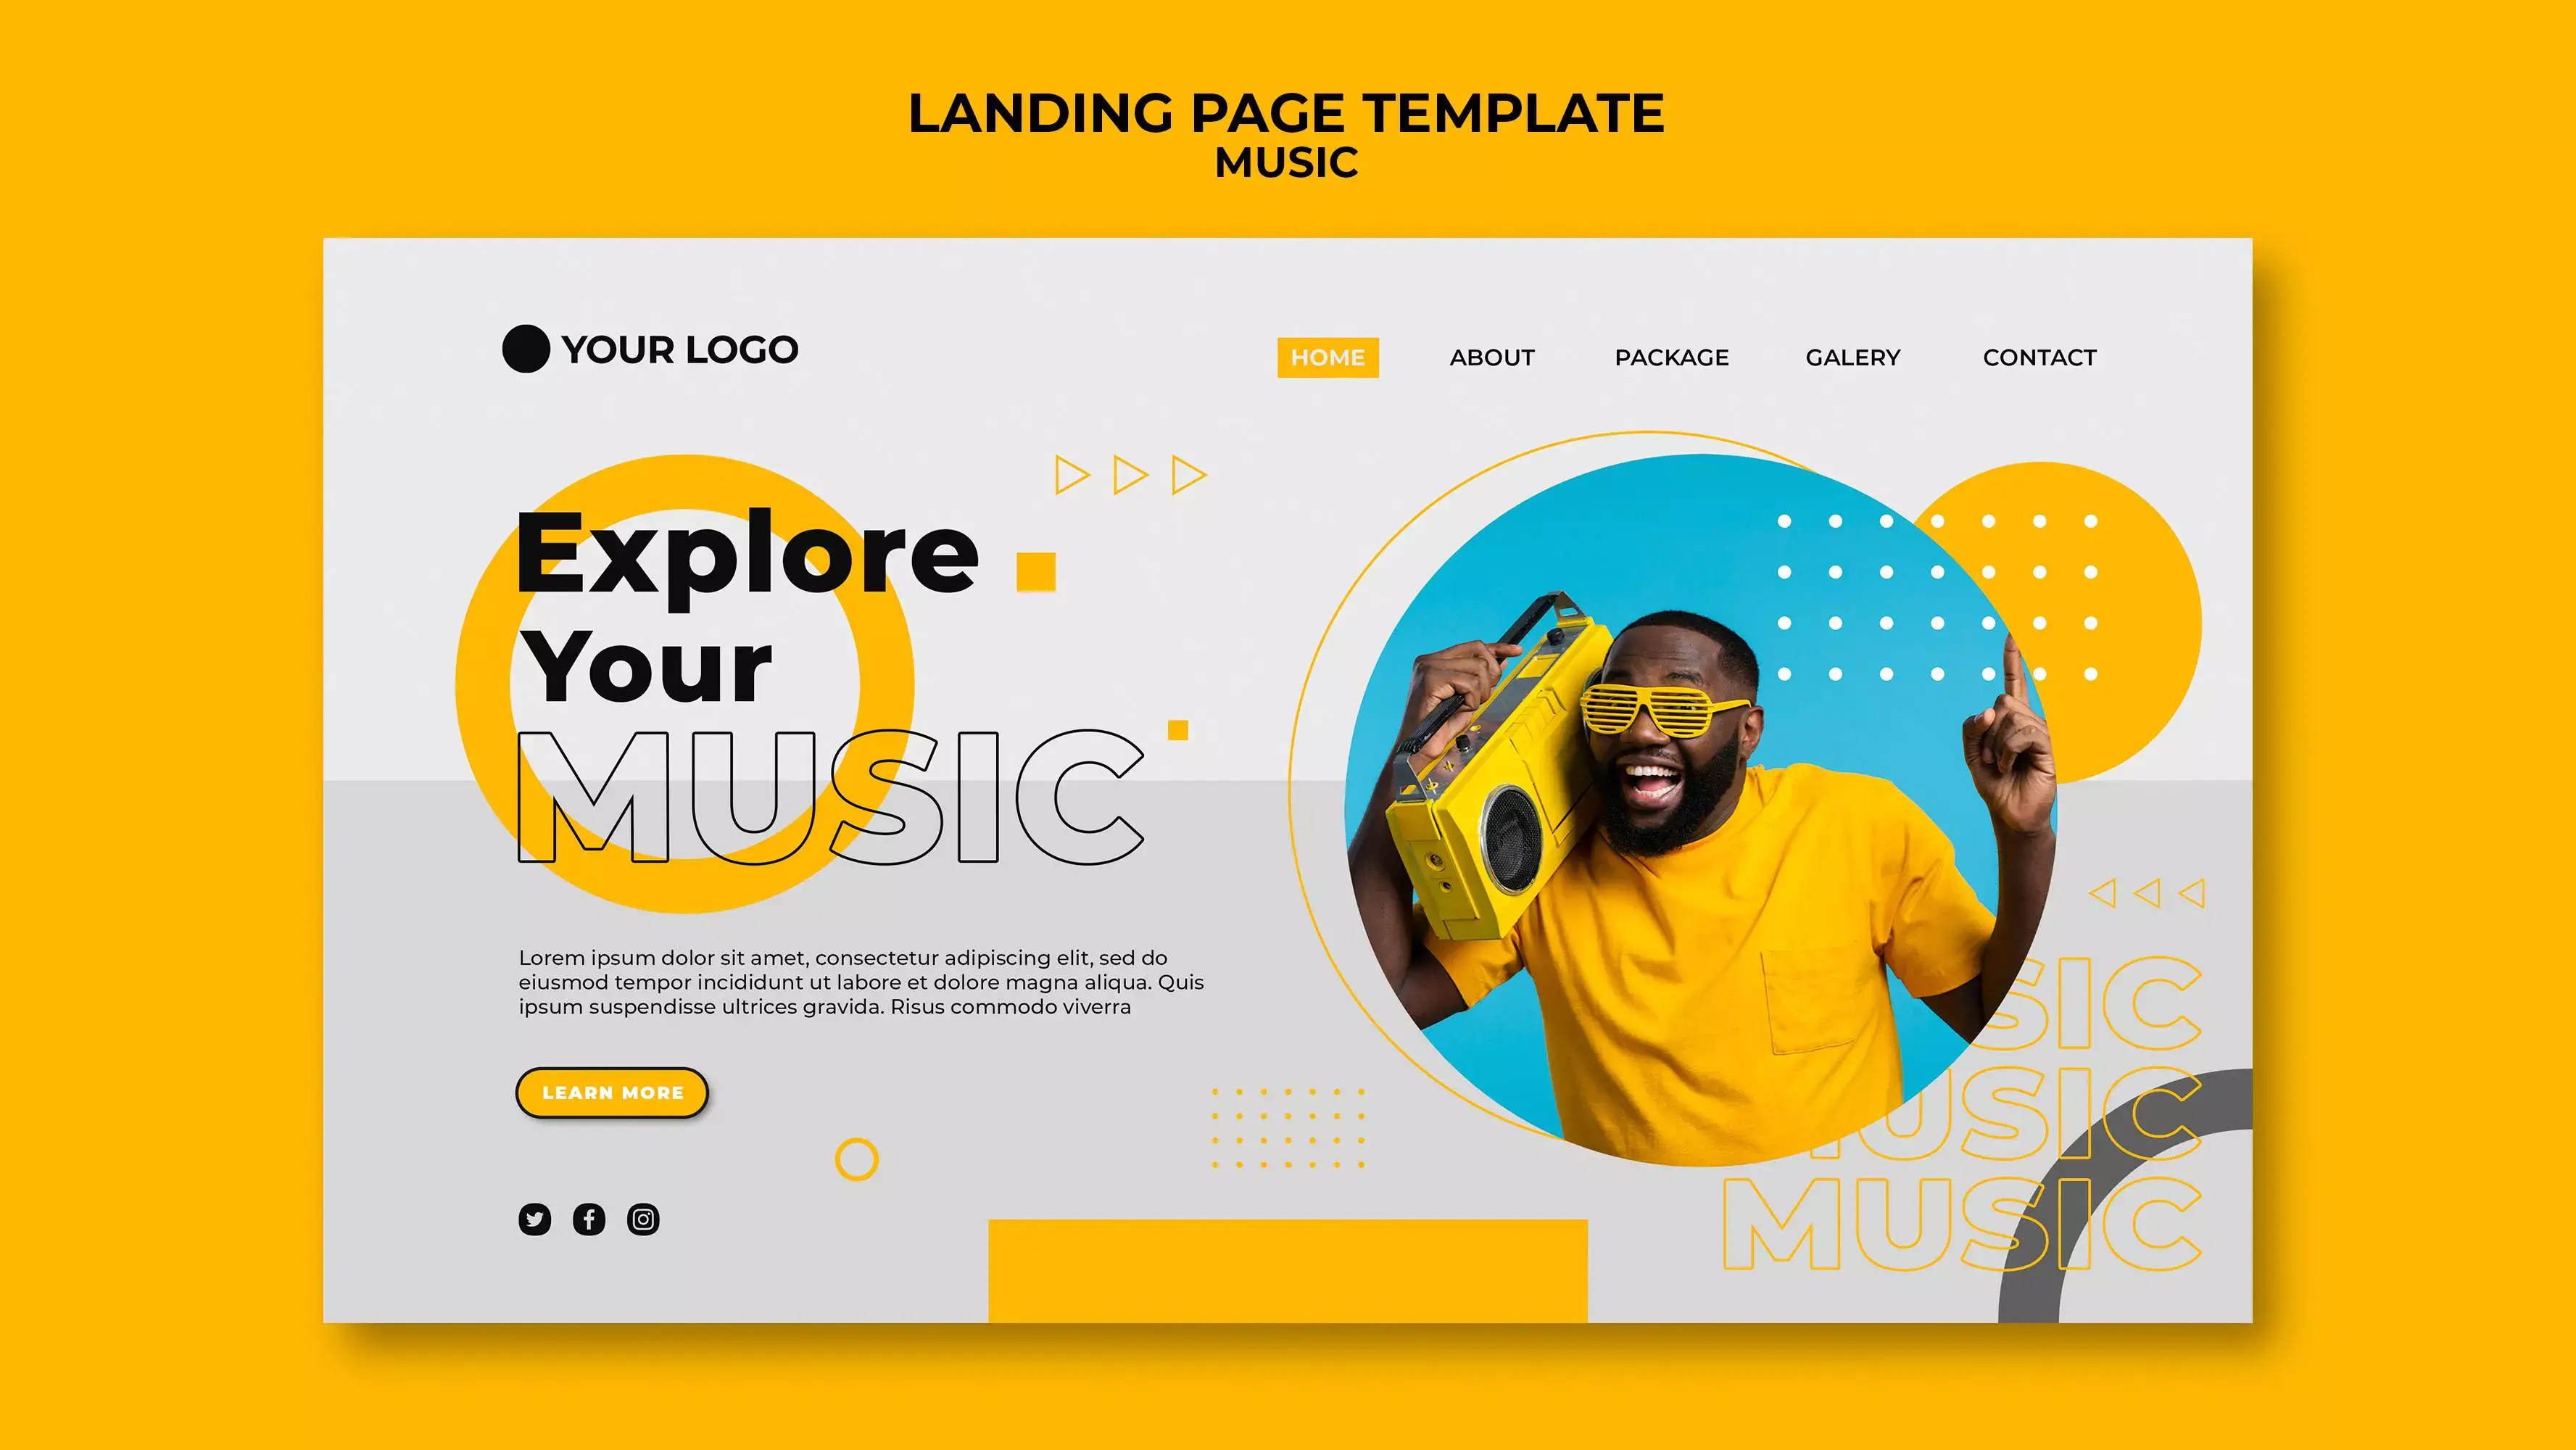 LANDING PAGE TEMPLATE
MUSIC
YOUR LOGO
HOME ABOUT PACKAGE GALERY CONTACT
Explore
Your
MUSIC
Lorem ipsum dolor sit amet, consectetur adipiscing elit, sed do
eiusmod tempor incididunt ut labore et dolore magna aliqua. Quis
ipsum suspendisse ultrices gravida. Risus commodo viverra
LEARN MORE
SIC
MUSIC
MUSIC